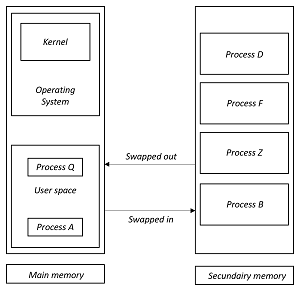 Kernel
Operating
System
Process Q
User space
Process A
Main memory
Swapped out
Swapped in
Process D
Process F
Process Z
Process B
Secundairy memory